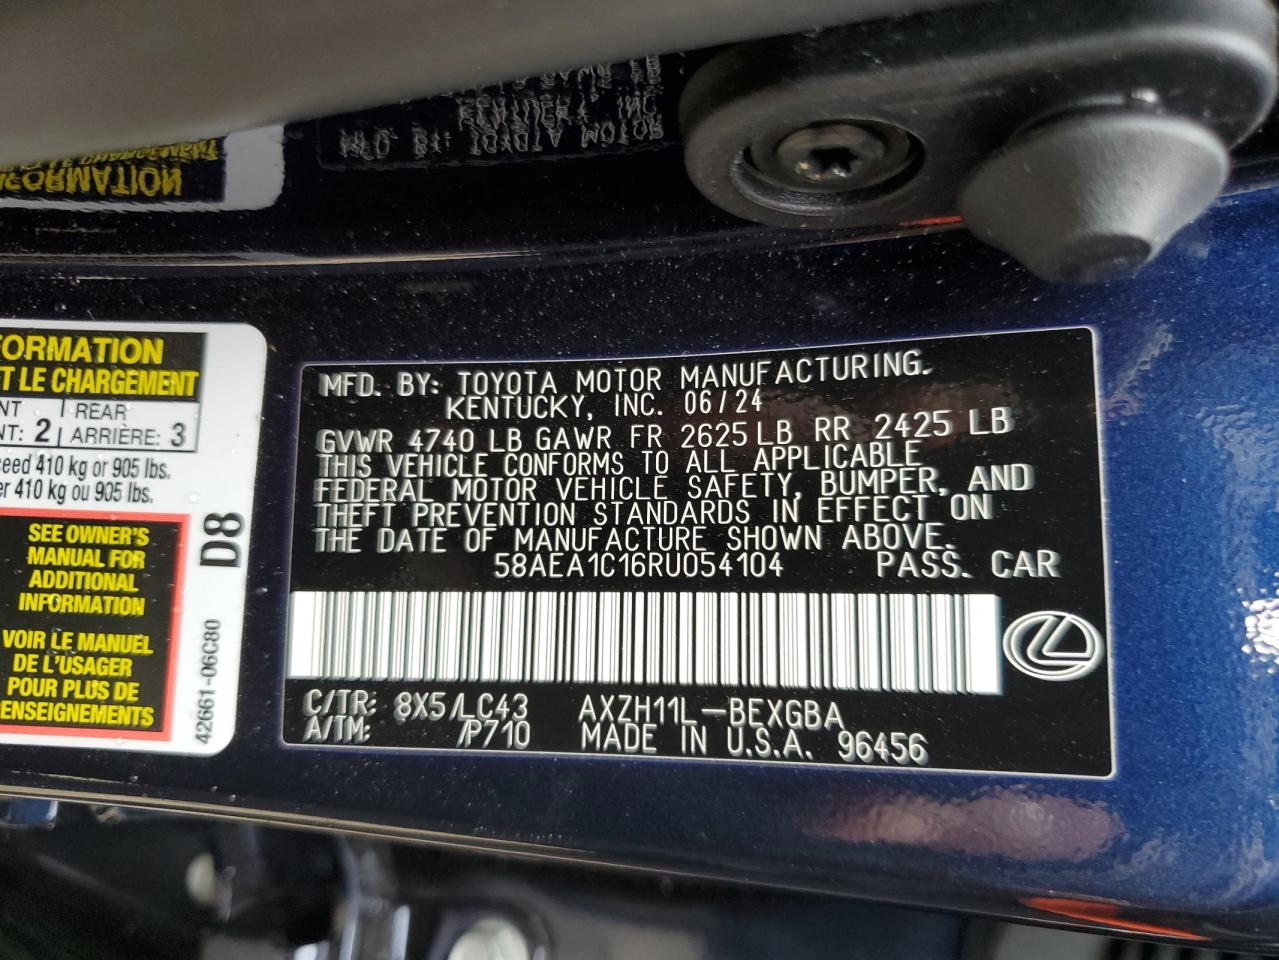 FORMATION
ET LE CHARGEMENT
NT REAR
NT: 2 ARRIÈRE: 3
ceed 410 kg or 905 lbs.
er 410 kg ou 905 lbs.
SEE OWNER'S
MANUAL FOR
ADDITIONAL
INFORMATION
VOIR LE MANUEL
DE L'USAGER
POUR PLUS DE
RENSEIGNEMENTS
D8
42661-06C80
MFD. BY: TOYOTA MOTOR MANUFACTURING.
KENTUCKY, INC. 06/24
GVWR 4740 LB GAWR FR 2625 LB RR 2425 LB
THIS VEHICLE CONFORMS TO ALL APPLICABLE
FEDERAL MOTOR VEHICLE SAFETY, BUMPER, AND
THEFT PREVENTION STANDARDS IN EFFECT ON
THE DATE OF MANUFACTURE SHOWN ABOVE.
58AEA1C16RU054104 PASS. CAR
C/TR: 8X5/LC43 AXZH11L-BEXGBA
A/TM: /P710 MADE IN U.S.A. 96456